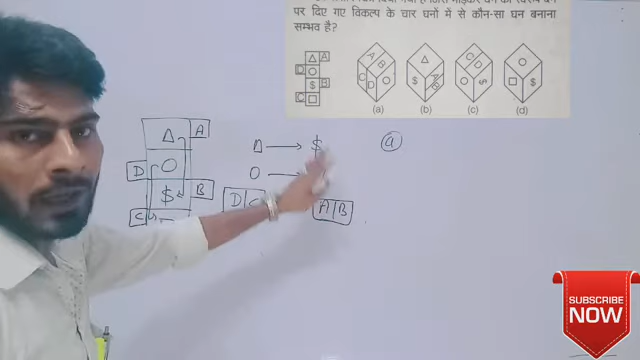 पर दिए गए विकल्प के चार घनों में से कौन-सा घन बनाना
सम्भव है?
△ A
D ○
$ B
C □
A B C D ○
△ $ A B
○ D ○ $
○ □ $
(a) (b) (c) (d)
△ A
D ○
$ B
C
△ → $
○ →
D | C
A | B
(a)
SUBSCRIBE
NOW